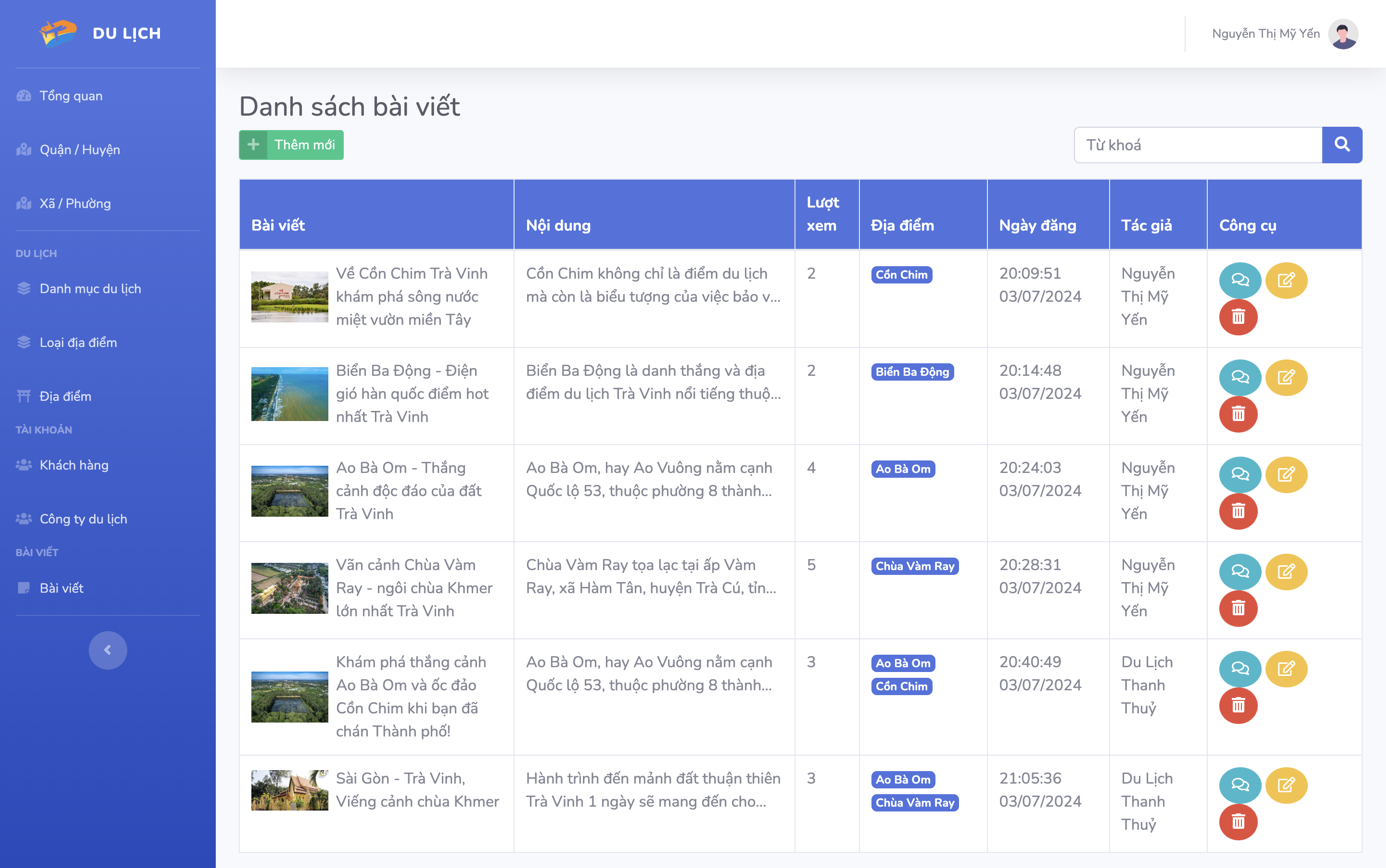 DU LỊCH
Nguyễn Thị Mỹ Yến
Tổng quan
Quận / Huyện
Xã / Phường
DU LỊCH
Danh mục du lịch
Loại địa điểm
Địa điểm
TÀI KHOẢN
Khách hàng
Công ty du lịch
BÀI VIẾT
Bài viết
Danh sách bài viết
Thêm mới
Từ khoá
Bài viết
Nội dung
Lượt
xem
Địa điểm
Ngày đăng
Tác giả
Công cụ
Về Cồn Chim Trà Vinh
khám phá sông nước
miệt vườn miền Tây
Cồn Chim không chỉ là điểm du lịch
mà còn là biểu tượng của việc bảo v...
2
Cồn Chim
20:09:51
03/07/2024
Nguyễn
Thị Mỹ
Yến
Biển Ba Động - Điện
gió hàn quốc điểm hot
nhất Trà Vinh
Biển Ba Động là danh thắng và địa
điểm du lịch Trà Vinh nổi tiếng thuộ...
2
Biển Ba Động
20:14:48
03/07/2024
Nguyễn
Thị Mỹ
Yến
Ao Bà Om - Thắng
cảnh độc đáo của đất
Trà Vinh
Ao Bà Om, hay Ao Vuông nằm cạnh
Quốc lộ 53, thuộc phường 8 thành...
4
Ao Bà Om
20:24:03
03/07/2024
Nguyễn
Thị Mỹ
Yến
Vãn cảnh Chùa Vàm
Ray - ngôi chùa Khmer
lớn nhất Trà Vinh
Chùa Vàm Ray tọa lạc tại ấp Vàm
Ray, xã Hàm Tân, huyện Trà Cú, tỉn...
5
Chùa Vàm Ray
20:28:31
03/07/2024
Nguyễn
Thị Mỹ
Yến
Khám phá thắng cảnh
Ao Bà Om và ốc đảo
Cồn Chim khi bạn đã
chán Thành phố!
Ao Bà Om, hay Ao Vuông nằm cạnh
Quốc lộ 53, thuộc phường 8 thành...
3
Ao Bà Om
Cồn Chim
20:40:49
03/07/2024
Du Lịch
Thanh
Thuỷ
Sài Gòn - Trà Vinh,
Viếng cảnh chùa Khmer
Hành trình đến mảnh đất thuận thiên
Trà Vinh 1 ngày sẽ mang đến cho...
3
Ao Bà Om
Chùa Vàm Ray
21:05:36
03/07/2024
Du Lịch
Thanh
Thuỷ